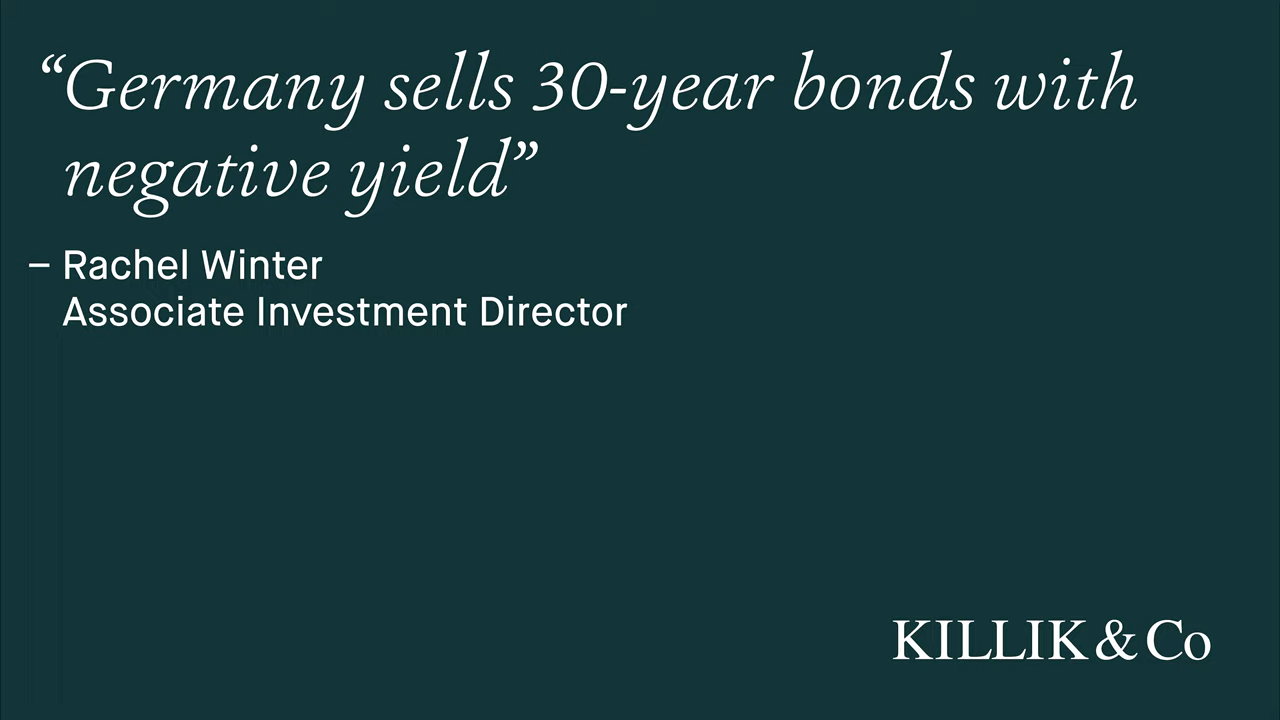 “Germany sells 30-year bonds with
negative yield”
– Rachel Winter
Associate Investment Director
KILLIK & Co